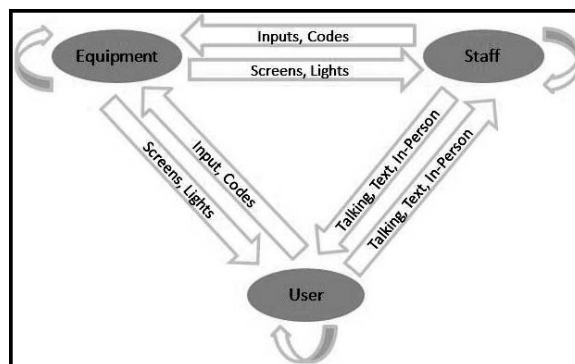 Inputs, Codes
Equipment
Staff
Screens, Lights
Screens, Lights
Input, Codes
Talking, Text, In-Person
Talking, Text, In-Person
User